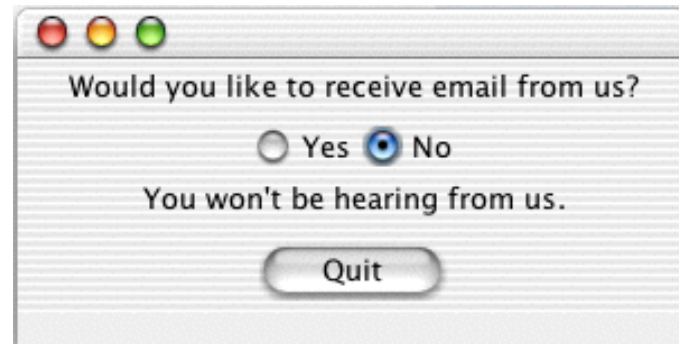 Would you like to receive email from us?
Yes No
You won't be hearing from us.
Quit